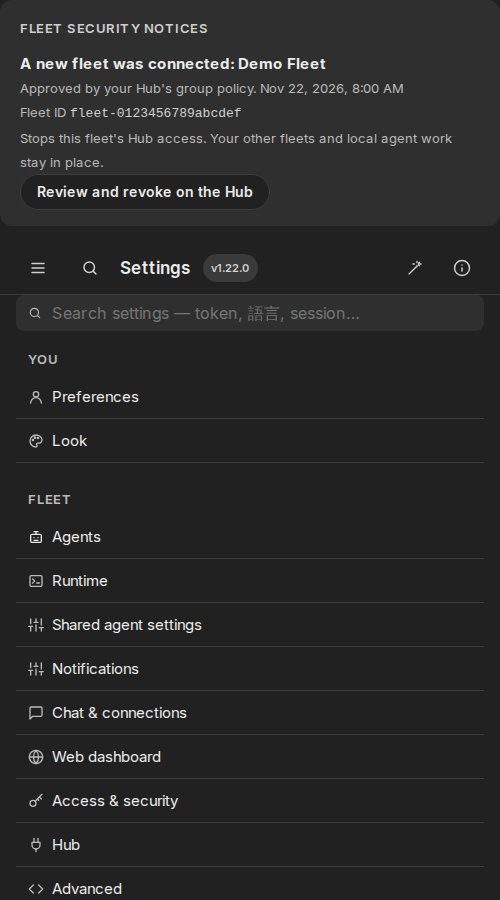 FLEET SECURITY NOTICES
A new fleet was connected: Demo Fleet
Approved by your Hub's group policy. Nov 22, 2026, 8:00 AM
Fleet ID fleet-0123456789abcdef
Stops this fleet's Hub access. Your other fleets and local agent work
stay in place.
Review and revoke on the Hub
Settings v1.22.0
Search settings — token, 語言, session...
YOU
Preferences
Look
FLEET
Agents
Runtime
Shared agent settings
Notifications
Chat & connections
Web dashboard
Access & security
Hub
Advanced